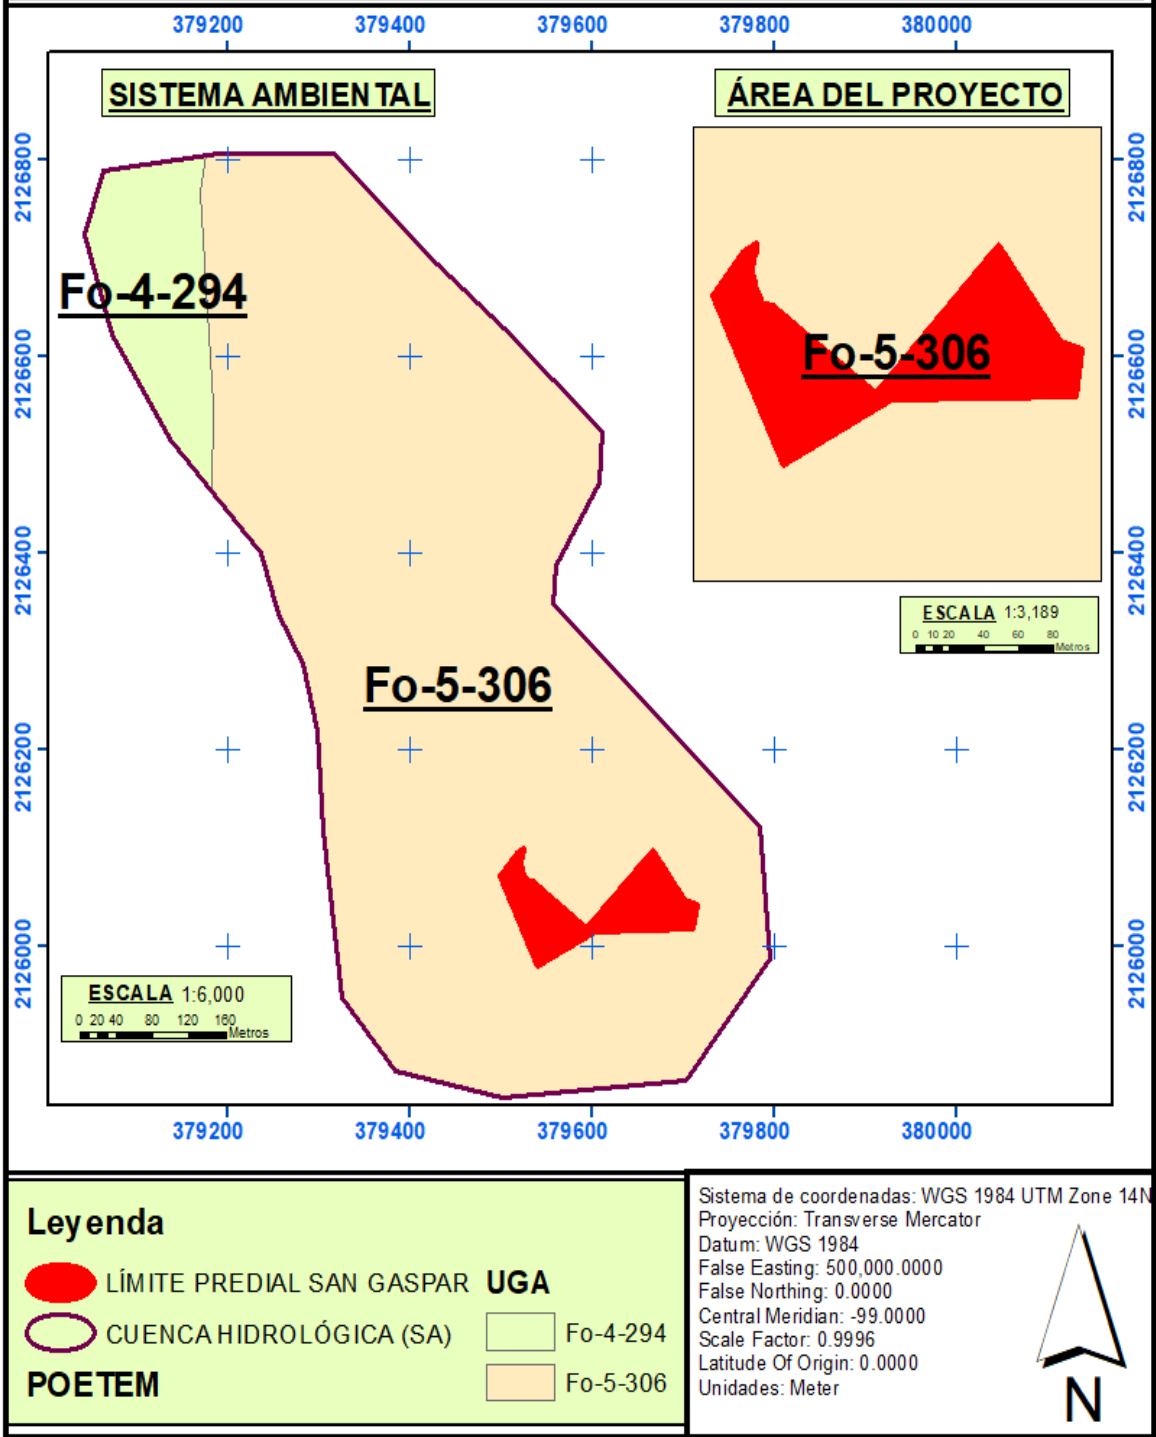 379200 379400 379600 379800 380000
SISTEMA AMBIENTAL
ÁREA DEL PROYECTO
2126800
2126800
Fo-4-294
Fo-5-306
2126600
2126600
2126400
2126400
ESCALA 1:3,189
0 10 20 40 60 80
Metros
Fo-5-306
2126200
2126200
2126000
2126000
ESCALA 1:6,000
0 20 40 80 120 160
Metros
379200 379400 379600 379800 380000
Leyenda
LÍMITE PREDIAL SAN GASPAR
CUENCA HIDROLÓGICA (SA)
POETEM
UGA
Fo-4-294
Fo-5-306
Sistema de coordenadas: WGS 1984 UTM Zone 14N
Proyección: Transverse Mercator
Datum: WGS 1984
False Easting: 500,000.0000
False Northing: 0.0000
Central Meridian: -99.0000
Scale Factor: 0.9996
Latitude Of Origin: 0.0000
Unidades: Meter
N